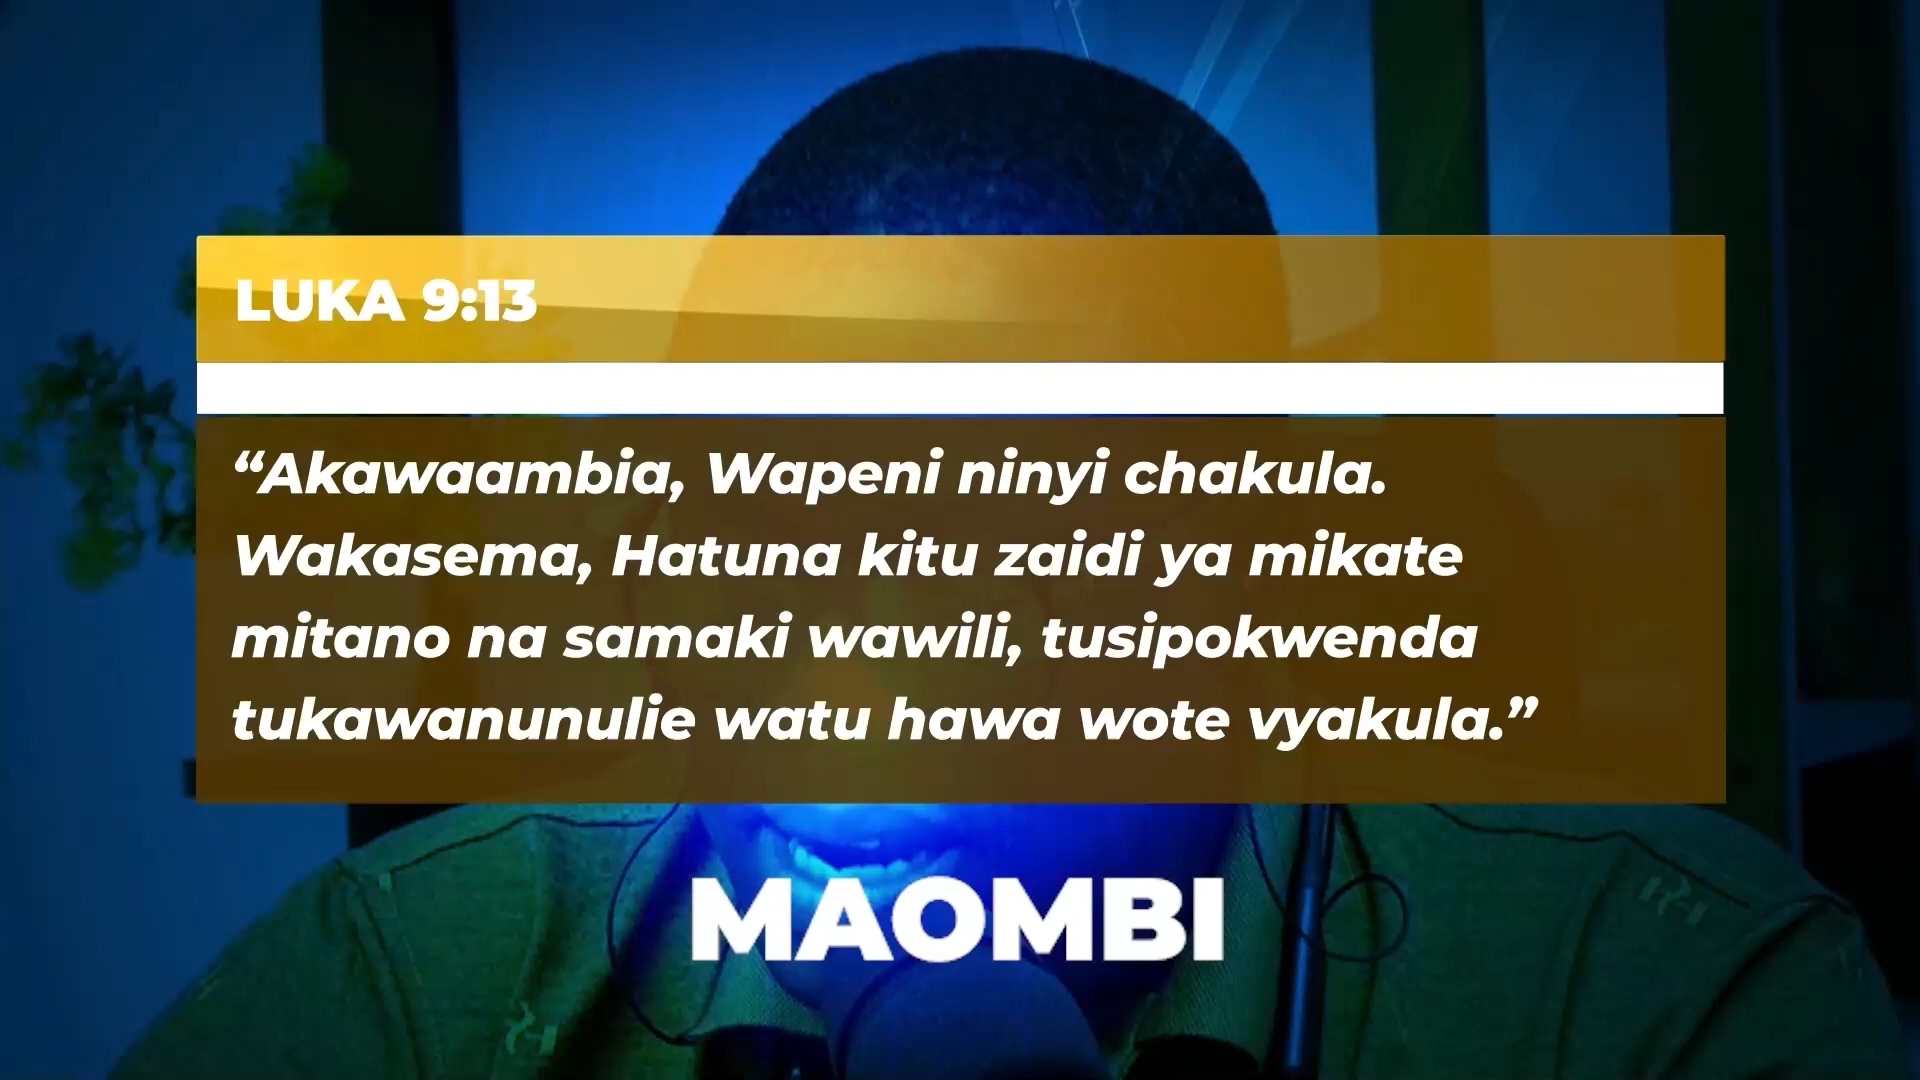 LUKA 9:13
“Akawaambia, Wapeni ninyi chakula.
Wakasema, Hatuna kitu zaidi ya mikate
mitano na samaki wawili, tusipokwenda
tukawanunulie watu hawa wote vyakula.”
MAOMBI